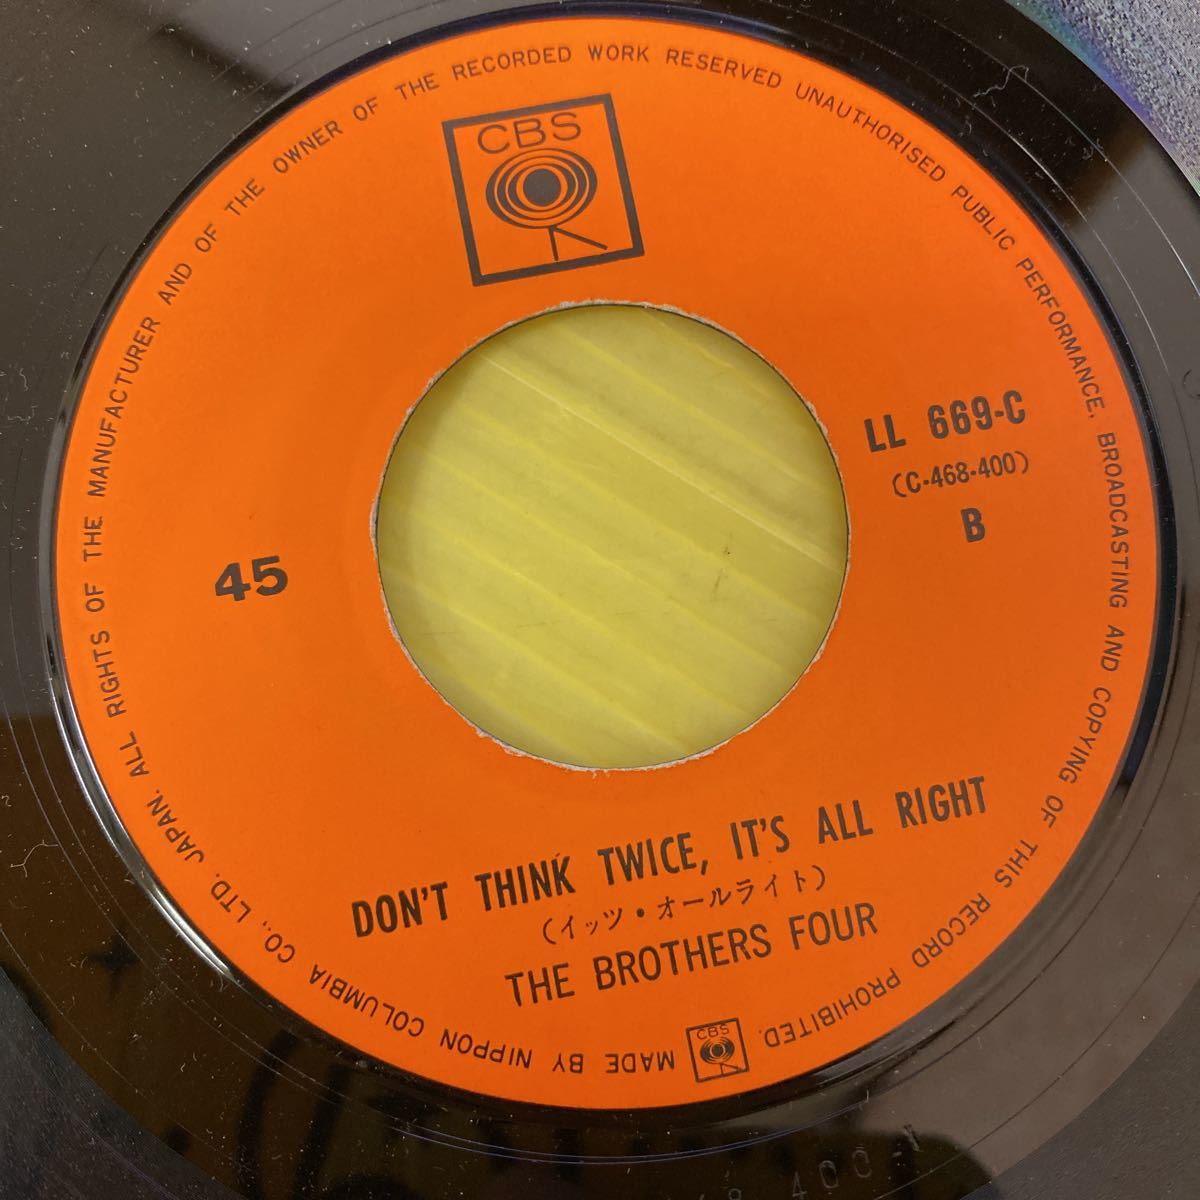 CBS
LL 669-C
(C-468-400)
B
45
DON'T THINK TWICE, IT'S ALL RIGHT
(イッツ・オールライト)
THE BROTHERS FOUR
MADE BY NIPPON COLUMBIA CO., LTD. JAPAN. ALL RIGHTS OF THE MANUFACTURER AND OF THE OWNER OF THE RECORDED WORK RESERVED UNAUTHORISED PUBLIC PERFORMANCE, BROADCASTING AND COPYING OF THIS RECORD PROHIBITED.
CBS